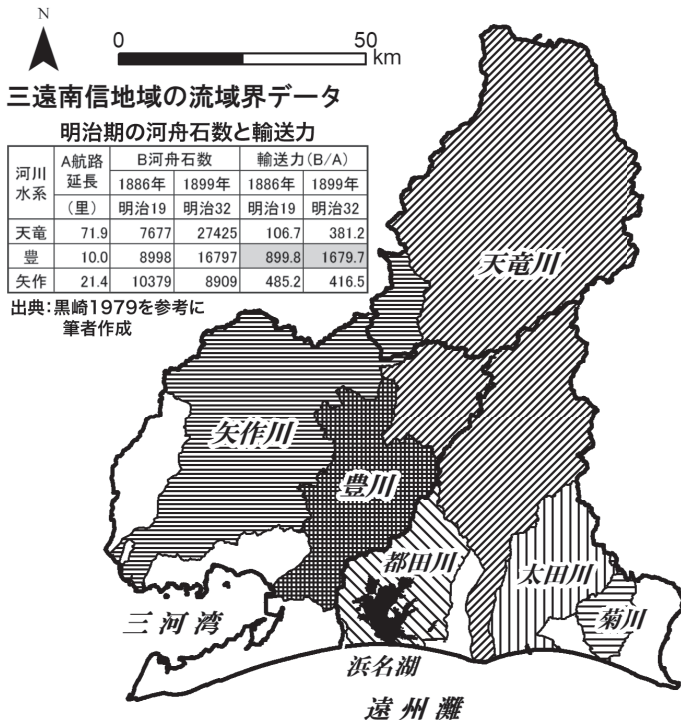 N
0 50
km
三遠南信地域の流域界データ
明治期の河舟石数と輸送力
河川水系 A航路延長（里） B河舟石数 輸送力（B/A）
1886年 1899年 1886年 1899年
明治19 明治32 明治19 明治32
天竜 71.9 7677 27425 106.7 381.2
豊 10.0 8998 16797 899.8 1679.7
矢作 21.4 10379 8909 485.2 416.5
出典：黒崎1979を参考に
筆者作成
天竜川
矢作川
豊川
都田川
太田川
菊川
三河湾
浜名湖
遠州灘